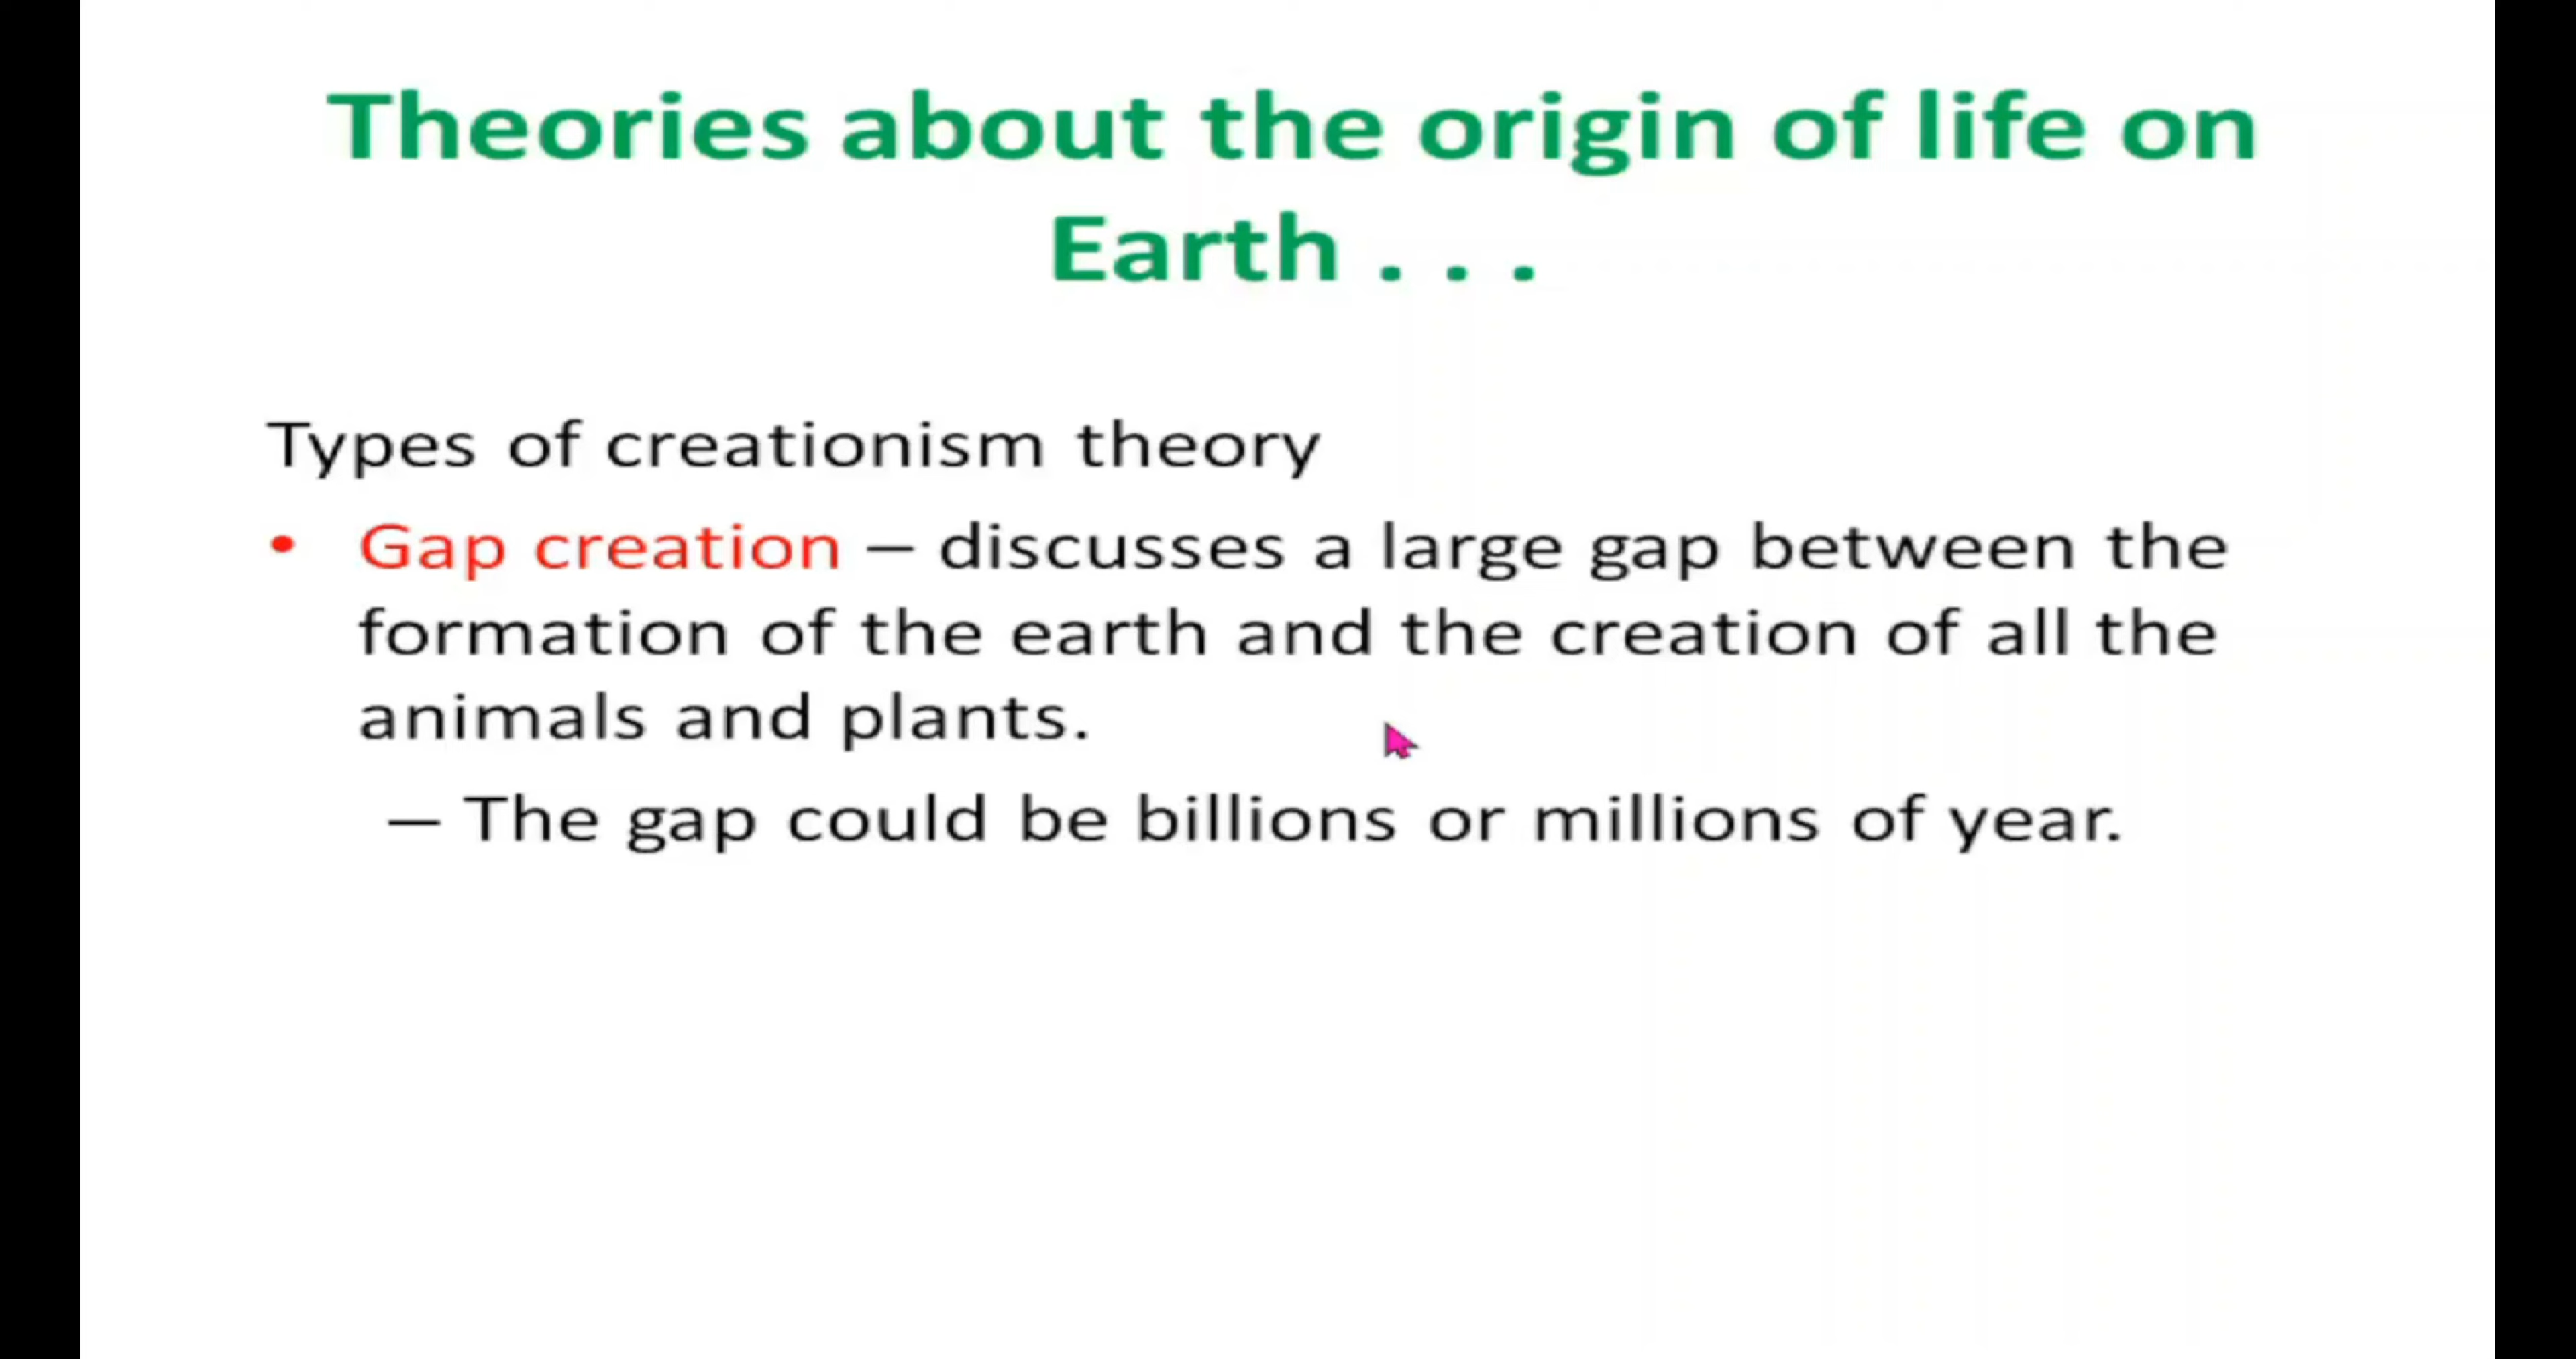 Theories about the origin of life on
Earth . . .
Types of creationism theory
• Gap creation – discusses a large gap between the
formation of the earth and the creation of all the
animals and plants.
– The gap could be billions or millions of year.